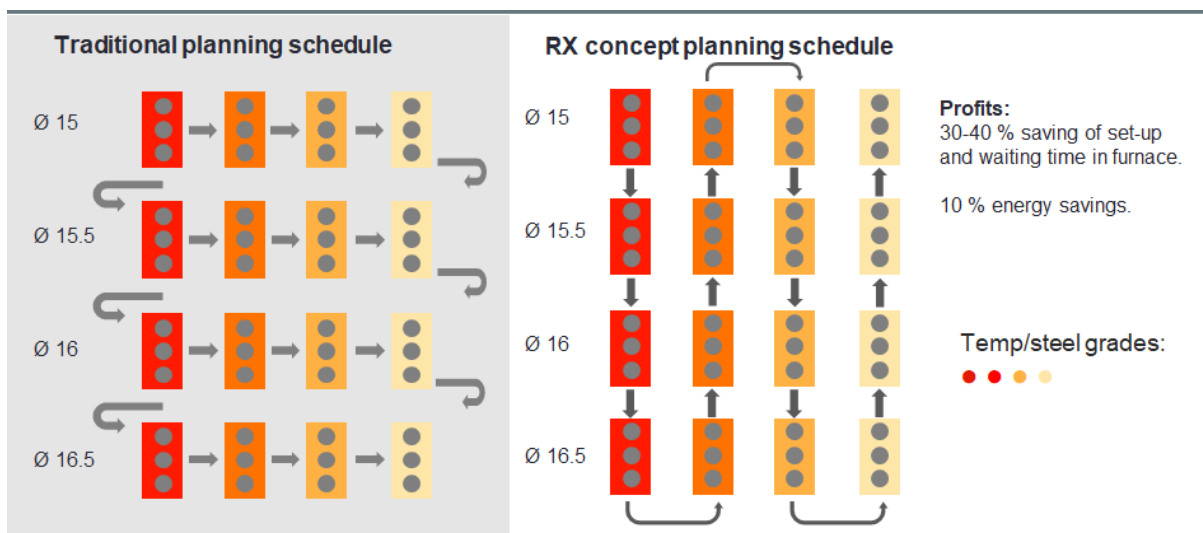 Traditional planning schedule
Ø 15
Ø 15.5
Ø 16
Ø 16.5
RX concept planning schedule
Ø 15
Ø 15.5
Ø 16
Ø 16.5
Profits:
30-40 % saving of set-up
and waiting time in furnace.
10 % energy savings.
Temp/steel grades: